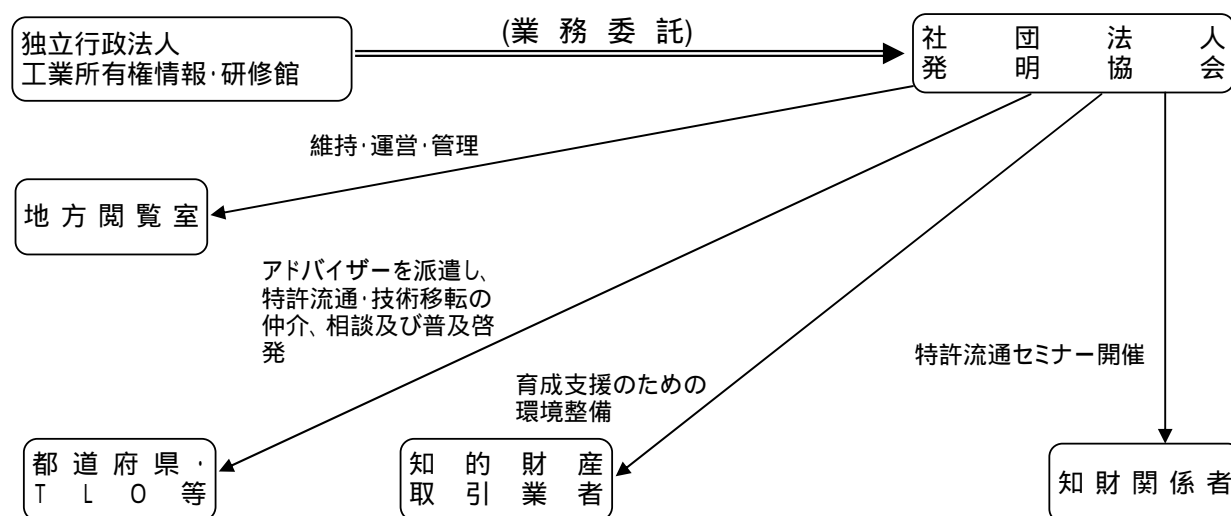 独立行政法人
工業所有権情報・研修館
(業務委託)
社団法人
発明協会
維持・運営・管理
地方閲覧室
アドバイザーを派遣し、
特許流通・技術移転の
仲介、相談及び普及啓
発
育成支援のための
環境整備
特許流通セミナー開催
都道府県・
TLO等
知的財産
取引業者
知財関係者